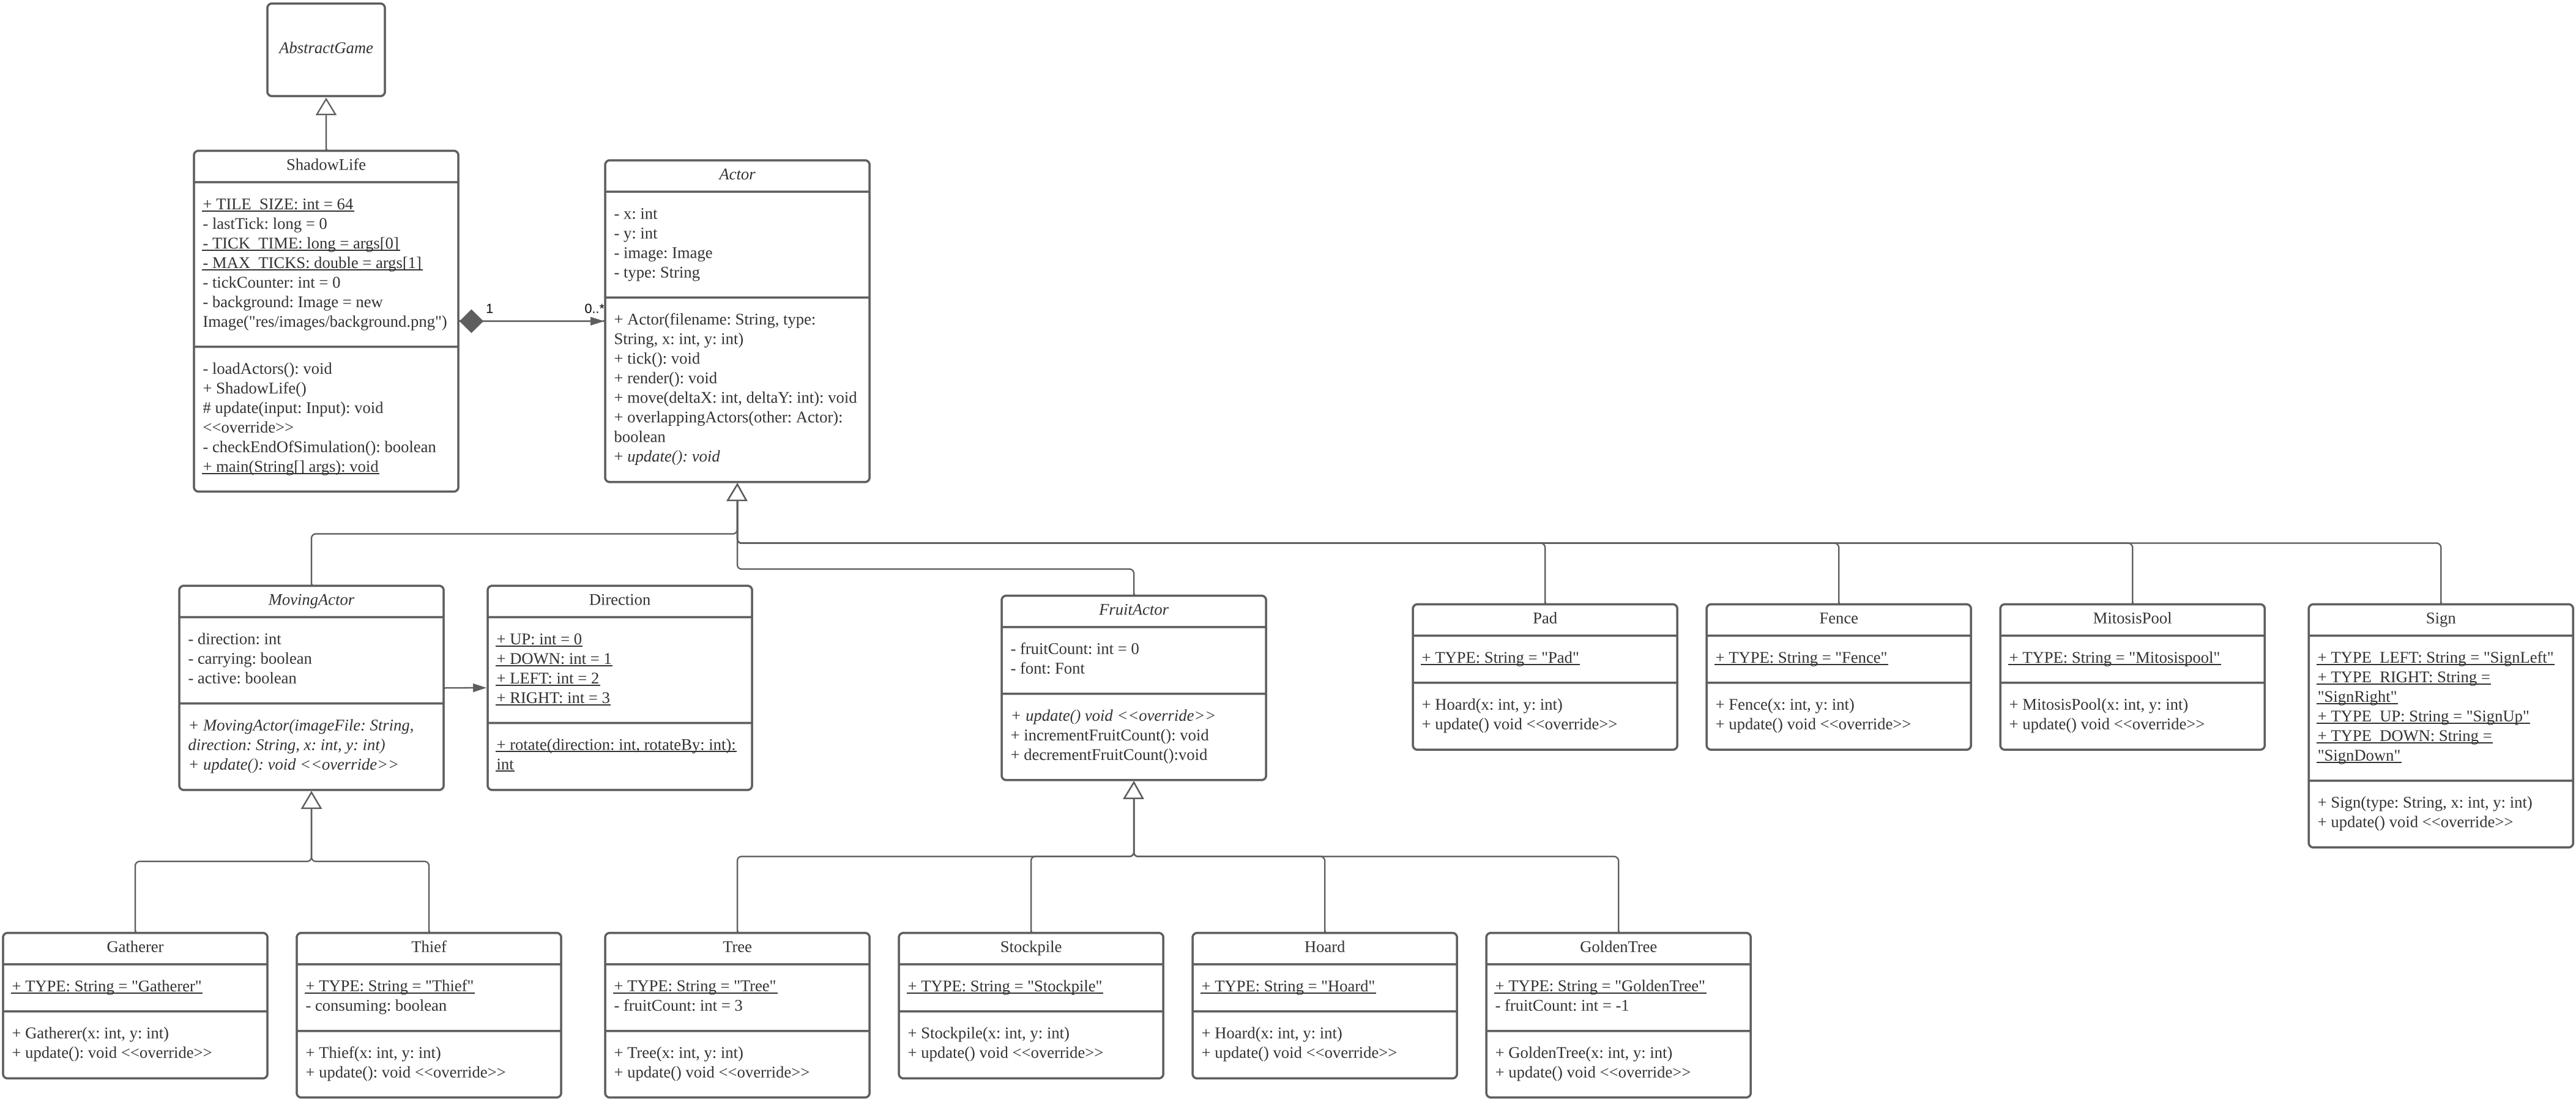 AbstractGame
ShadowLife
+ TILE_SIZE: int = 64
- lastTick: long = 0
- TICK_TIME: long = args[0]
- MAX_TICKS: double = args[1]
- tickCounter: int = 0
- background: Image = new
Image("res/images/background.png")
- loadActors(): void
+ ShadowLife()
# update(input: Input): void
<<override>>
- checkEndOfSimulation(): boolean
+ main(String[] args): void
1
0..*
Actor
- x: int
- y: int
- image: Image
- type: String
+ Actor(filename: String, type:
String, x: int, y: int)
+ tick(): void
+ render(): void
+ move(deltaX: int, deltaY: int): void
+ overlappingActors(other: Actor):
boolean
+ update(): void
MovingActor
- direction: int
- carrying: boolean
- active: boolean
+ MovingActor(imageFile: String,
direction: String, x: int, y: int)
+ update(): void <<override>>
Direction
+ UP: int = 0
+ DOWN: int = 1
+ LEFT: int = 2
+ RIGHT: int = 3
+ rotate(direction: int, rotateBy: int):
int
FruitActor
- fruitCount: int = 0
- font: Font
+ update() void <<override>>
+ incrementFruitCount(): void
+ decrementFruitCount():void
Pad
+ TYPE: String = "Pad"
+ Hoard(x: int, y: int)
+ update() void <<override>>
Fence
+ TYPE: String = "Fence"
+ Fence(x: int, y: int)
+ update() void <<override>>
MitosisPool
+ TYPE: String = "Mitosispool"
+ MitosisPool(x: int, y: int)
+ update() void <<override>>
Sign
+ TYPE_LEFT: String = "SignLeft"
+ TYPE_RIGHT: String =
"SignRight"
+ TYPE_UP: String = "SignUp"
+ TYPE_DOWN: String =
"SignDown"
+ Sign(type: String, x: int, y: int)
+ update() void <<override>>
Gatherer
+ TYPE: String = "Gatherer"
+ Gatherer(x: int, y: int)
+ update(): void <<override>>
Thief
+ TYPE: String = "Thief"
- consuming: boolean
+ Thief(x: int, y: int)
+ update(): void <<override>>
Tree
+ TYPE: String = "Tree"
- fruitCount: int = 3
+ Tree(x: int, y: int)
+ update() void <<override>>
Stockpile
+ TYPE: String = "Stockpile"
+ Stockpile(x: int, y: int)
+ update() void <<override>>
Hoard
+ TYPE: String = "Hoard"
+ Hoard(x: int, y: int)
+ update() void <<override>>
GoldenTree
+ TYPE: String = "GoldenTree"
- fruitCount: int = -1
+ GoldenTree(x: int, y: int)
+ update() void <<override>>